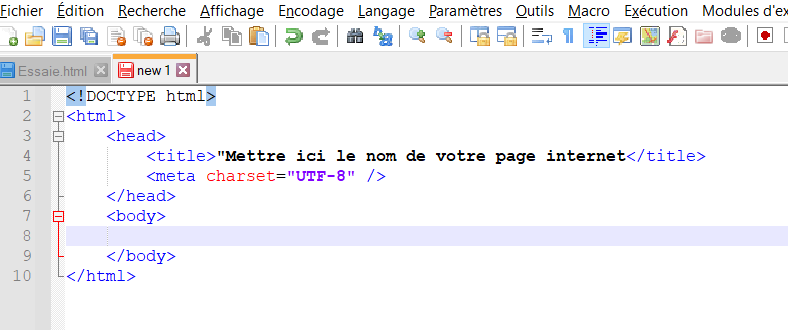 Fichier Édition Recherche Affichage Encodage Langage Paramètres Outils Macro Exécution Modules d'ex
Essaie.html new 1
1 <!DOCTYPE html>
2 <html>
3 <head>
4 <title>"Mettre ici le nom de votre page internet</title>
5 <meta charset="UTF-8" />
6 </head>
7 <body>
8
9 </body>
10 </html>